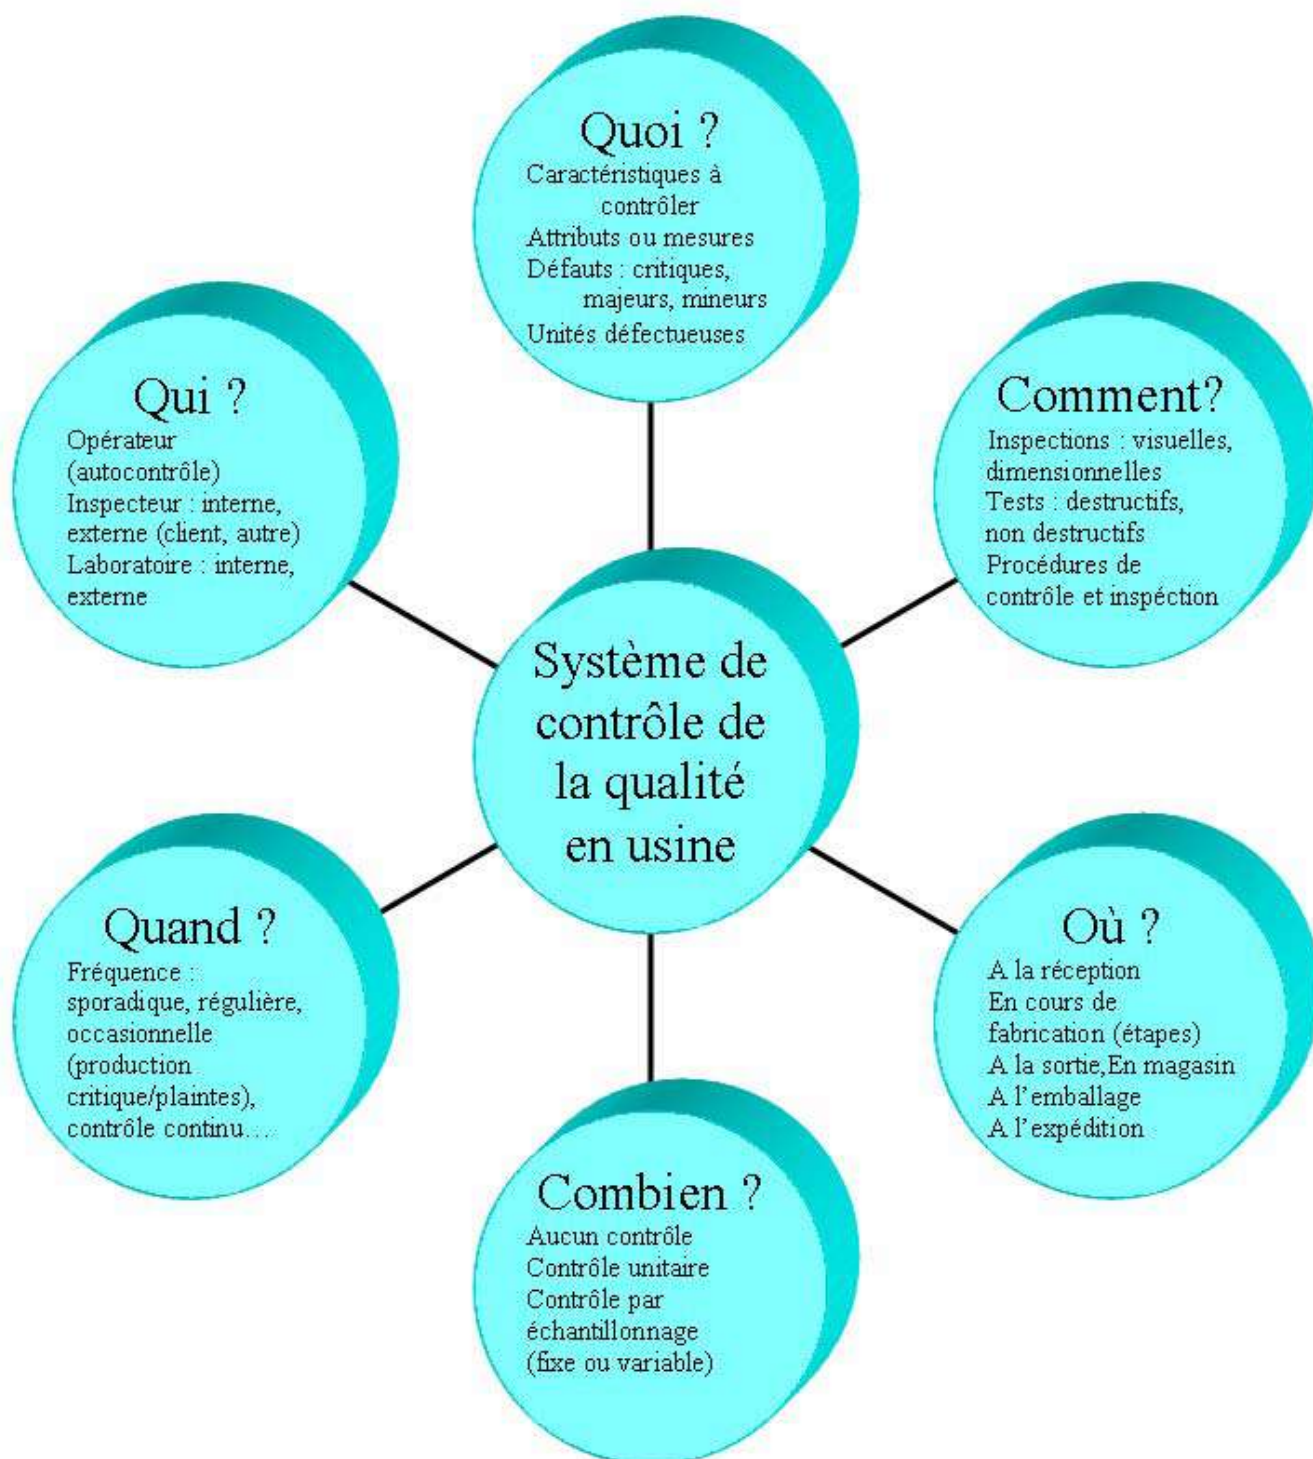 Quoi ?
Caractéristiques à
contrôler
Attributs ou mesures
Défauts : critiques,
majeurs, mineurs
Unités défectueuses
Qui ?
Opérateur
(autocontrôle)
Inspecteur : interne,
externe (client, autre)
Laboratoire : interne,
externe
Comment?
Inspections : visuelles,
dimensionnelles
Tests : destructifs,
non destructifs
Procédures de
contrôle et inspéction
Système de
contrôle de
la qualité
en usine
Quand ?
Fréquence :
sporadique, régulière,
occasionnelle
(production
critique/plaintes),
contrôle continu...
Où ?
A la réception
En cours de
fabrication (étapes)
A la sortie,En magasin
A l’emballage
A l’expédition
Combien ?
Aucun contrôle
Contrôle unitaire
Contrôle par
échantillonnage
(fixe ou variable)